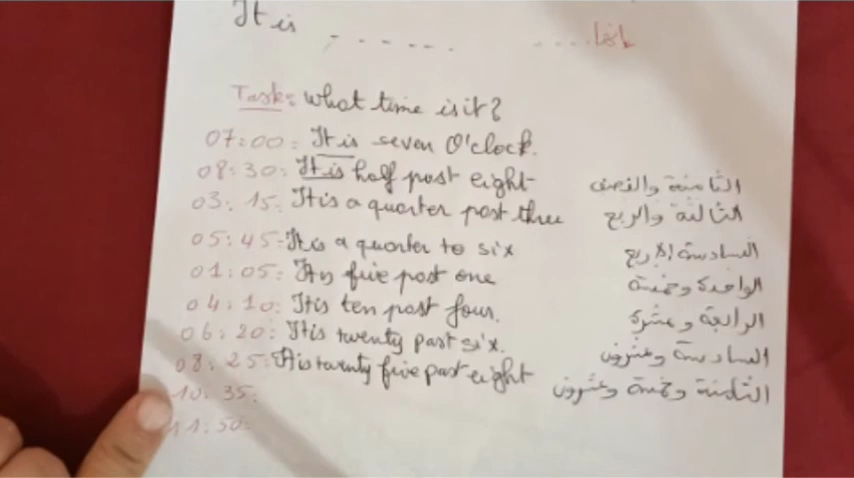 It is ....... إنها....
Task: what time is it?
07:00: It is seven O'clock.
08:30: It is half past eight الثامنة والنصف
03:15: It is a quarter past three الثالثة والربع
05:45: It is a quarter to six السادسة إلا ربع
01:05: It is five past one الواحدة وخمسة
04:10: It is ten past four. الرابعة وعشرة
06:20: It is twenty past six. السادسة وعشرون
08:25: It is twenty five past eight الثامنة وخمسة وعشرون
10:35:
11:50: